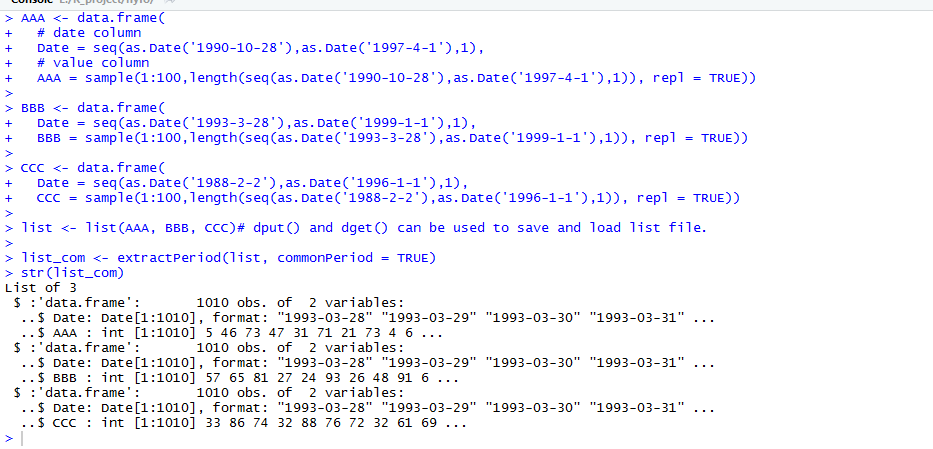 Console E:/R_project/hyfo/
> AAA <- data.frame(
+   # date column
+   Date = seq(as.Date('1990-10-28'),as.Date('1997-4-1'),1),
+   # value column
+   AAA = sample(1:100,length(seq(as.Date('1990-10-28'),as.Date('1997-4-1'),1)), repl = TRUE))
>
> BBB <- data.frame(
+   Date = seq(as.Date('1993-3-28'),as.Date('1999-1-1'),1),
+   BBB = sample(1:100,length(seq(as.Date('1993-3-28'),as.Date('1999-1-1'),1)), repl = TRUE))
>
> CCC <- data.frame(
+   Date = seq(as.Date('1988-2-2'),as.Date('1996-1-1'),1),
+   CCC = sample(1:100,length(seq(as.Date('1988-2-2'),as.Date('1996-1-1'),1)), repl = TRUE))
>
> list <- list(AAA, BBB, CCC)# dput() and dget() can be used to save and load list file.
>
> list_com <- extractPeriod(list, commonPeriod = TRUE)
> str(list_com)
List of 3
 $ :'data.frame':       1010 obs. of  2 variables:
  ..$ Date: Date[1:1010], format: "1993-03-28" "1993-03-29" "1993-03-30" "1993-03-31" ...
  ..$ AAA : int [1:1010] 5 46 73 47 31 71 21 73 4 6 ...
 $ :'data.frame':       1010 obs. of  2 variables:
  ..$ Date: Date[1:1010], format: "1993-03-28" "1993-03-29" "1993-03-30" "1993-03-31" ...
  ..$ BBB : int [1:1010] 57 65 81 27 24 93 26 48 91 6 ...
 $ :'data.frame':       1010 obs. of  2 variables:
  ..$ Date: Date[1:1010], format: "1993-03-28" "1993-03-29" "1993-03-30" "1993-03-31" ...
  ..$ CCC : int [1:1010] 33 86 74 32 88 76 72 32 61 69 ...
>